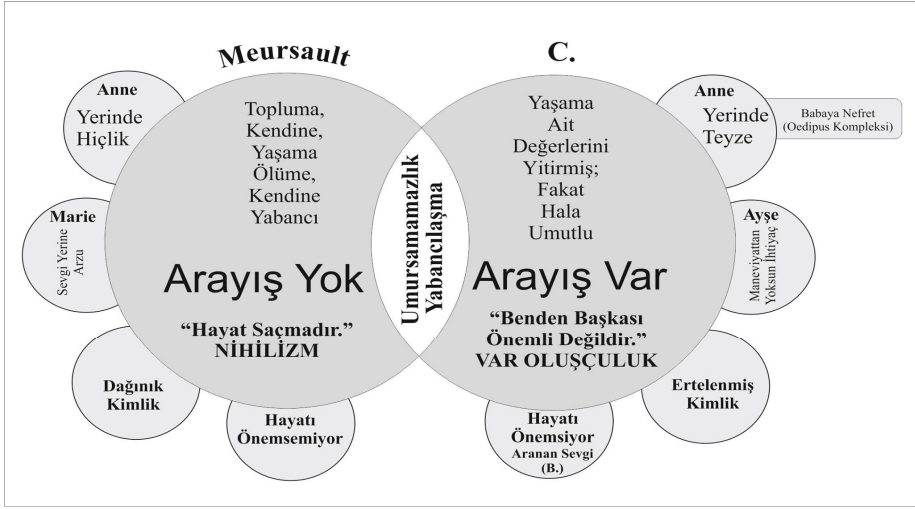 Meursault
Anne
Yerinde
Hiçlik
Marie
Sevgi Yerine
Arzu
Dağınık
Kimlik
Hayatı
Önemsemiyor
Topluma,
Kendine,
Yaşama
Ölüme,
Kendine
Yabancı
Arayış Yok
“Hayat Saçmadır.”
NİHİLİZM
Umursamamazlık
Yabancılaşma
C.
Yaşama
Ait
Değerlerini
Yitirmiş;
Fakat
Hala
Umutlu
Arayış Var
“Benden Başkası
Önemli Değildir.”
VAR OLUŞÇULUK
Anne
Yerinde
Teyze
Babaya Nefret
(Oedipus Kompleksi)
Ayşe
Maneviyattan
Yoksun İhtiyaç
Ertelenmiş
Kimlik
Hayatı
Önemsiyor
Aranan Sevgi
(B.)